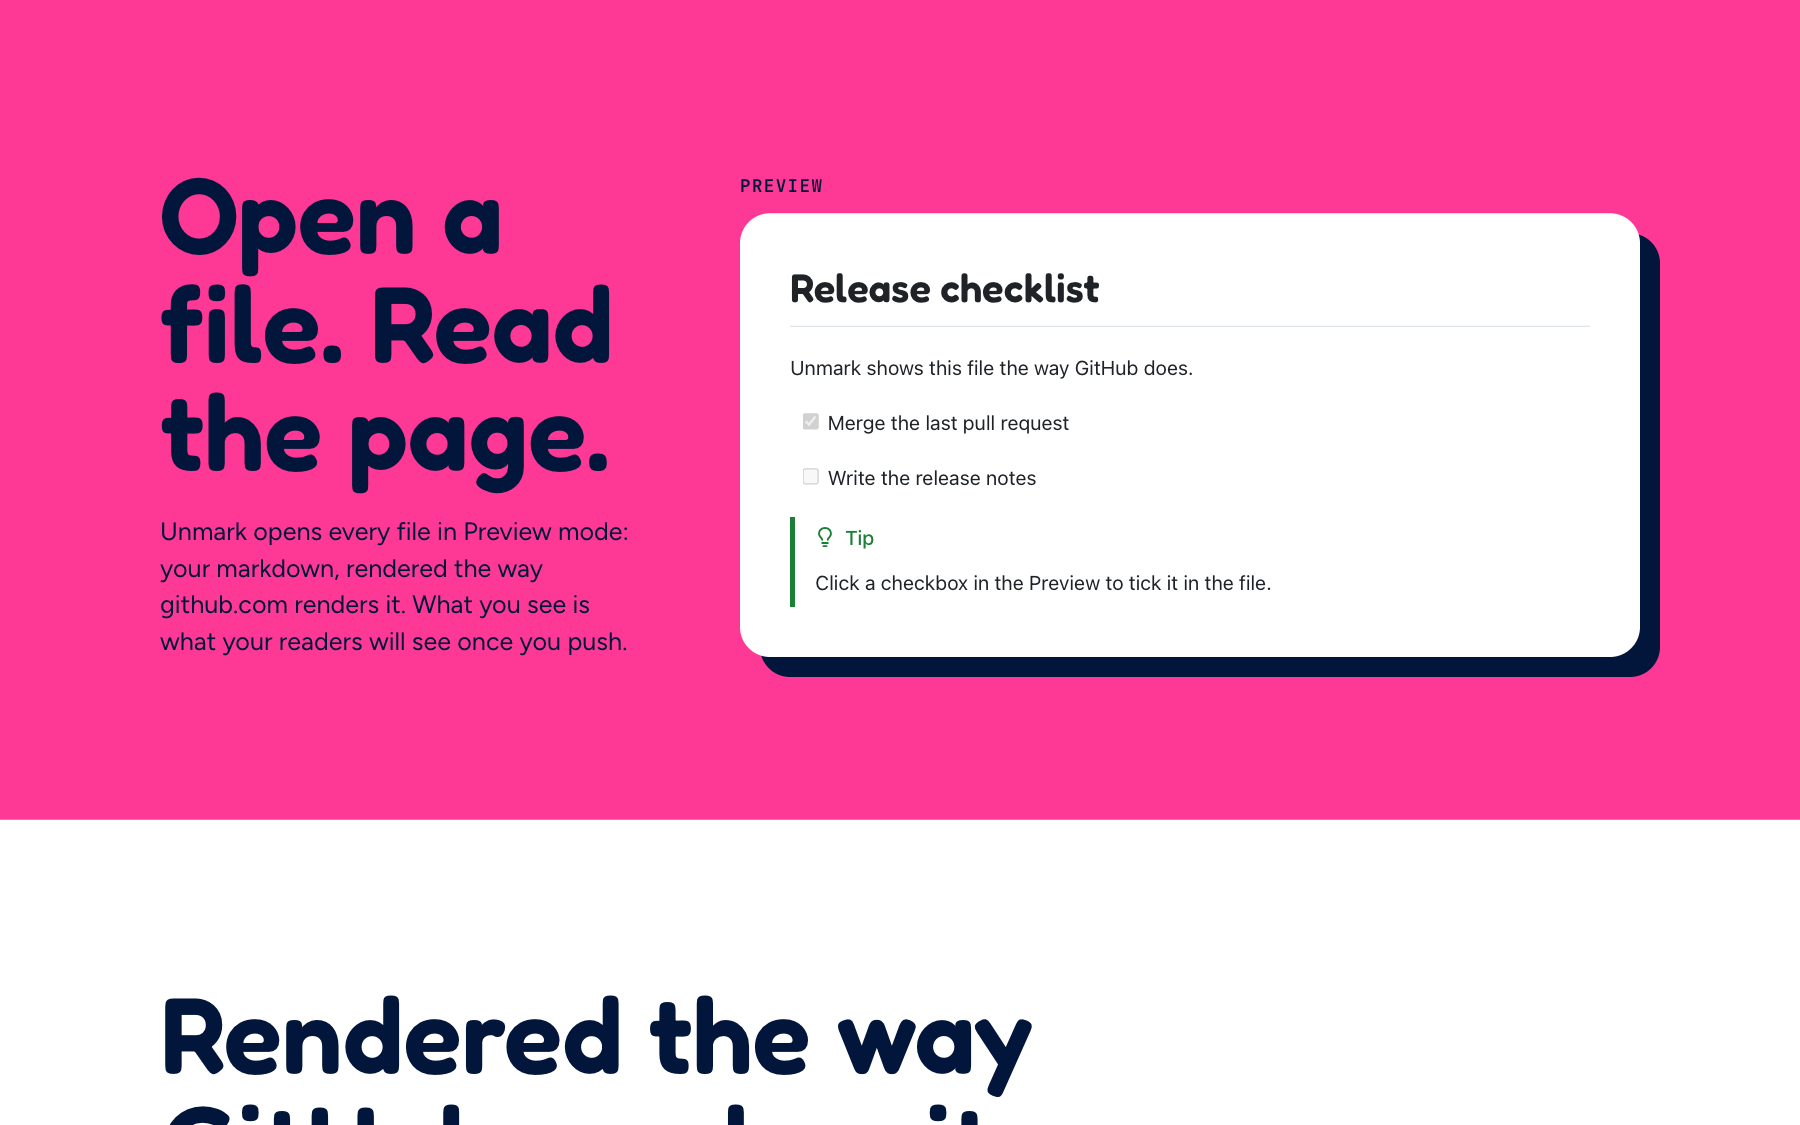 Open a
file. Read
the page.
Unmark opens every file in Preview mode:
your markdown, rendered the way
github.com renders it. What you see is
what your readers will see once you push.
PREVIEW
Release checklist
Unmark shows this file the way GitHub does.
Merge the last pull request
Write the release notes
Tip
Click a checkbox in the Preview to tick it in the file.
Rendered the way